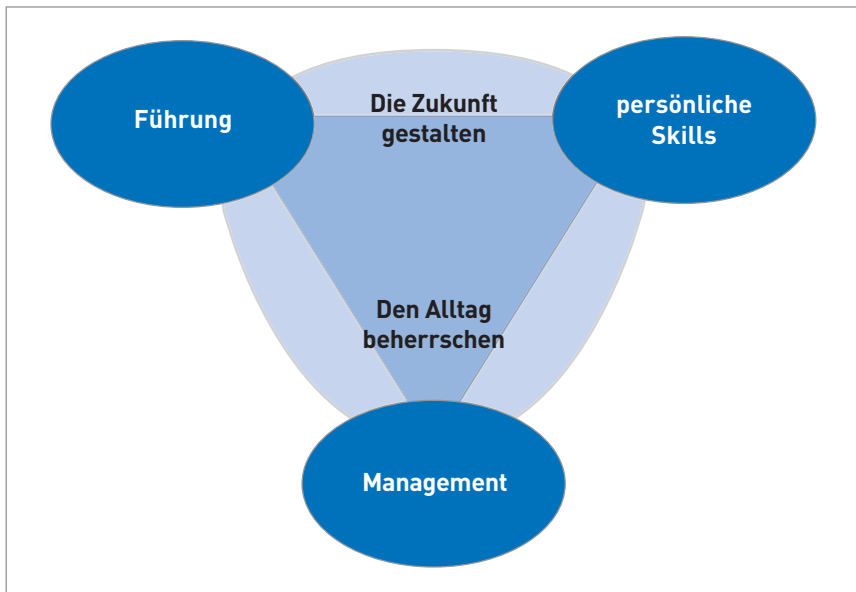 Führung
Die Zukunft
gestalten
persönliche
Skills
Den Alltag
beherrschen
Management